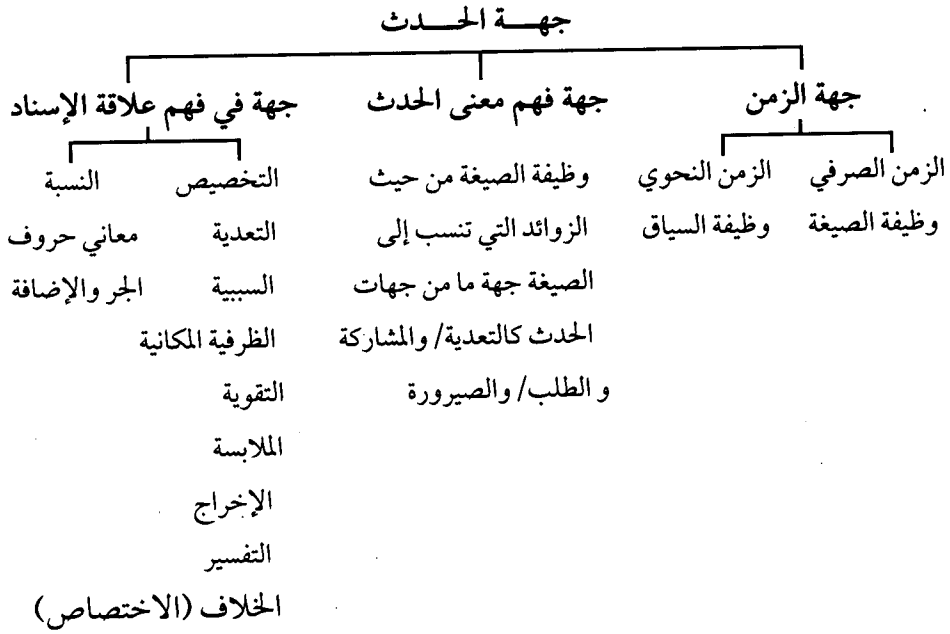 جهة الحدث
جهة الزمن
الزمن الصرفي
وظيفة الصيغة
الزمن النحوي
وظيفة السياق
جهة فهم معنى الحدث
وظيفة الصيغة من حيث
الزوائد التي تنسب إلى
الصيغة جهة ما من جهات
الحدث كالتعدية/ والمشاركة
و الطلب/ والصيرورة
جهة في فهم علاقة الإسناد
التخصيص
التعدية
السببية
الظرفية المكانية
التقوية
الملابسة
الإخراج
التفسير
الخلاف (الاختصاص)
النسبة
معاني حروف
الجر والإضافة